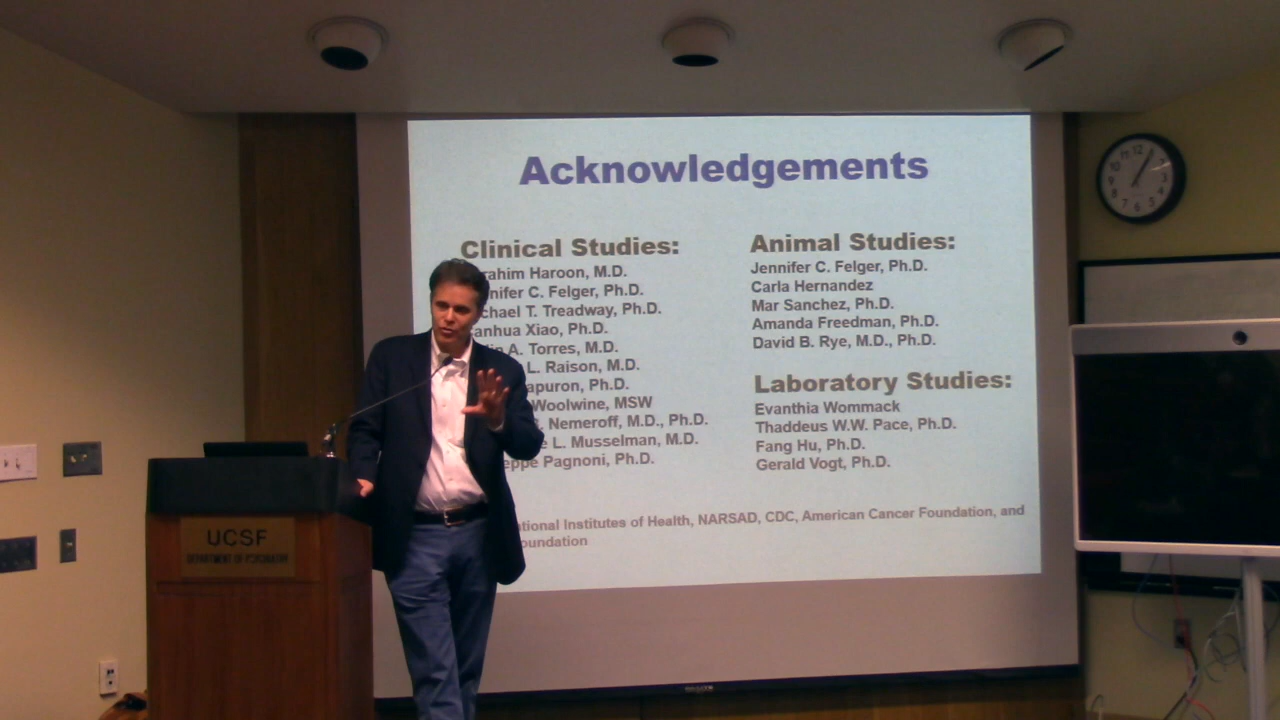 Acknowledgements
Clinical Studies:
rahim Haroon, M.D.
nifer C. Felger, Ph.D.
chael T. Treadway, Ph.D.
anhua Xiao, Ph.D.
A. Torres, M.D.
L. Raison, M.D.
apuron, Ph.D.
Woolwine, MSW
Nemeroff, M.D., Ph.D.
e L. Musselman, M.D.
eppe Pagnoni, Ph.D.
Animal Studies:
Jennifer C. Felger, Ph.D.
Carla Hernandez
Mar Sanchez, Ph.D.
Amanda Freedman, Ph.D.
David B. Rye, M.D., Ph.D.
Laboratory Studies:
Evanthia Wommack
Thaddeus W.W. Pace, Ph.D.
Fang Hu, Ph.D.
Gerald Vogt, Ph.D.
ational Institutes of Health, NARSAD, CDC, American Cancer Foundation, and
oundation
UCSF
DEPARTMENT OF PSYCHIATRY